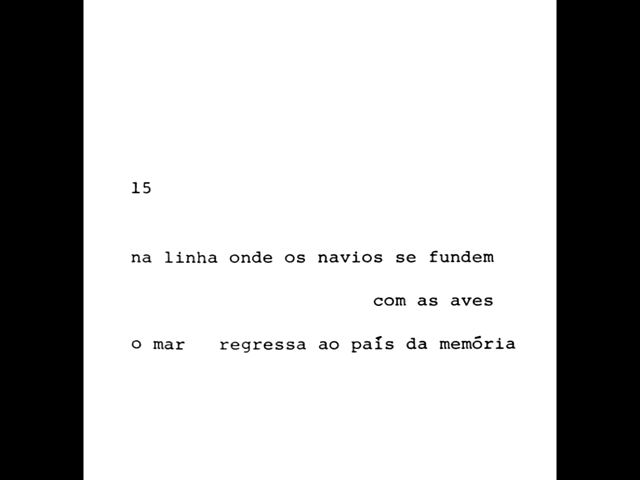 15
na linha onde os navios se fundem
com as aves
o mar regressa ao país da memória